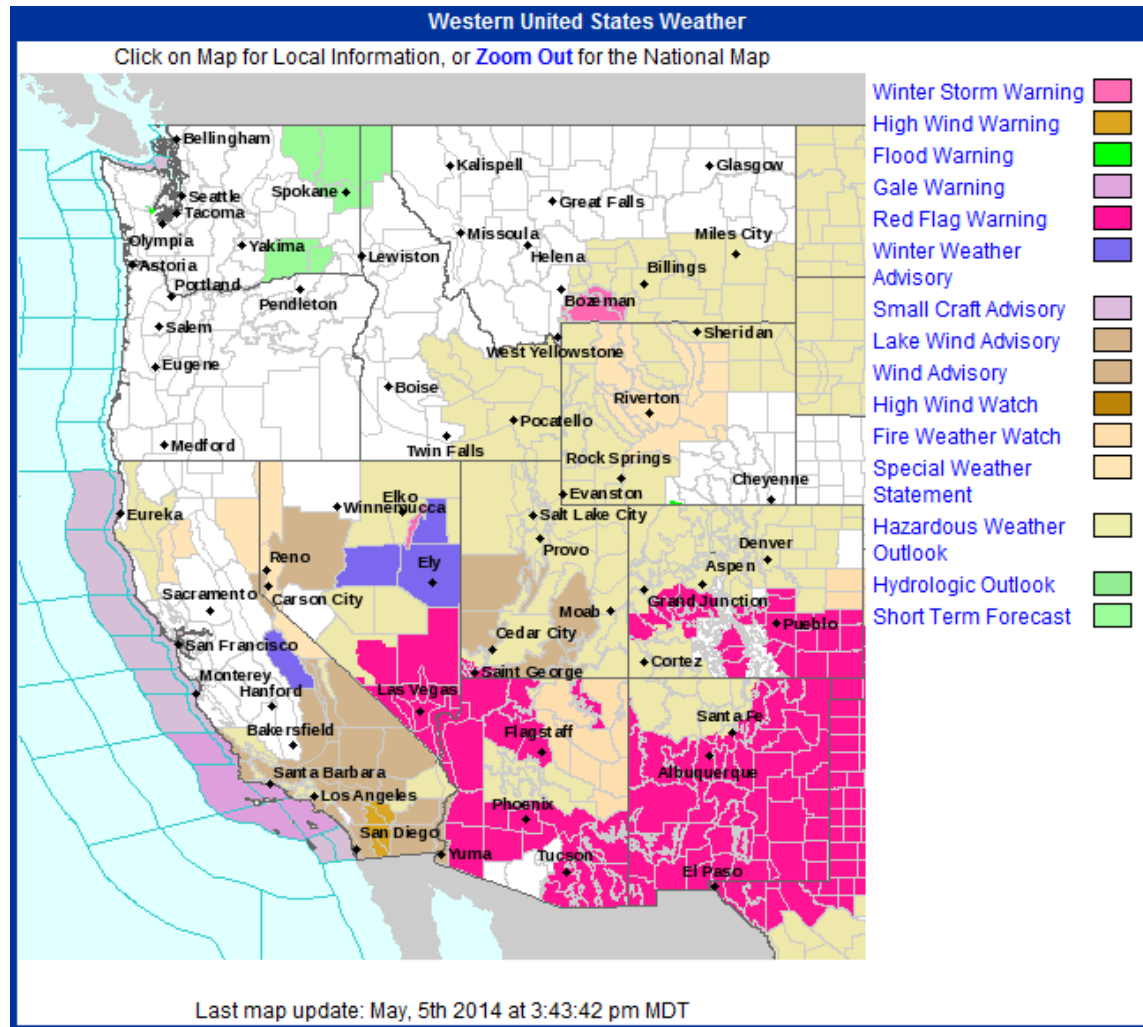 Western United States Weather
Click on Map for Local Information, or Zoom Out for the National Map
Winter Storm Warning
High Wind Warning
Flood Warning
Gale Warning
Red Flag Warning
Winter Weather
Advisory
Small Craft Advisory
Lake Wind Advisory
Wind Advisory
High Wind Watch
Fire Weather Watch
Special Weather
Statement
Hazardous Weather
Outlook
Hydrologic Outlook
Short Term Forecast
Bellingham
Kalispell
Glasgow
Spokane
Seattle
Great Falls
Tacoma
Olympia
Yakima
Missoula
Miles City
Astoria
Lewiston
Helena
Billings
Portland
Pendleton
Bozeman
Salem
Sheridan
West Yellowstone
Eugene
Boise
Riverton
Pocatello
Medford
Twin Falls
Rock Springs
Cheyenne
Elko
Evanston
Eureka
Winnemucca
Salt Lake City
Provo
Denver
Reno
Ely
Aspen
Sacramento
Carson City
Moab
Grand Junction
Pueblo
San Francisco
Cedar City
Cortez
Monterey
Saint George
Hanford
Las Vegas
Santa Fe
Bakersfield
Flagstaff
Albuquerque
Santa Barbara
Los Angeles
Phoenix
San Diego
Yuma
Tucson
El Paso
Last map update: May, 5th 2014 at 3:43:42 pm MDT